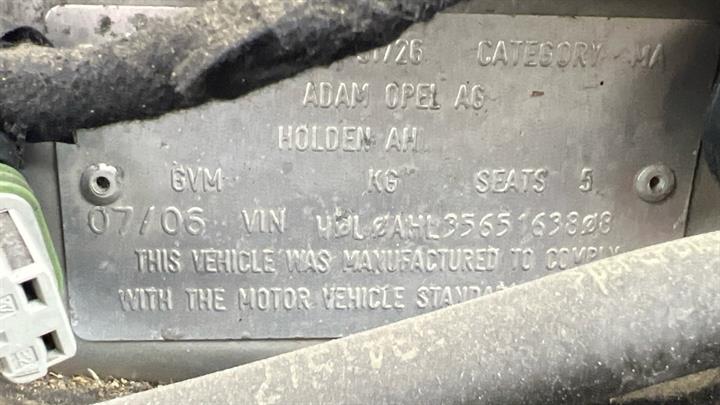 CATEGORY MA
ADAM OPEL AG
HOLDEN AH
GVM KG SEATS 5
07/06 VIN W0L0AHL3565163808
THIS VEHICLE WAS MANUFACTURED TO COMPLY
WITH THE MOTOR VEHICLE